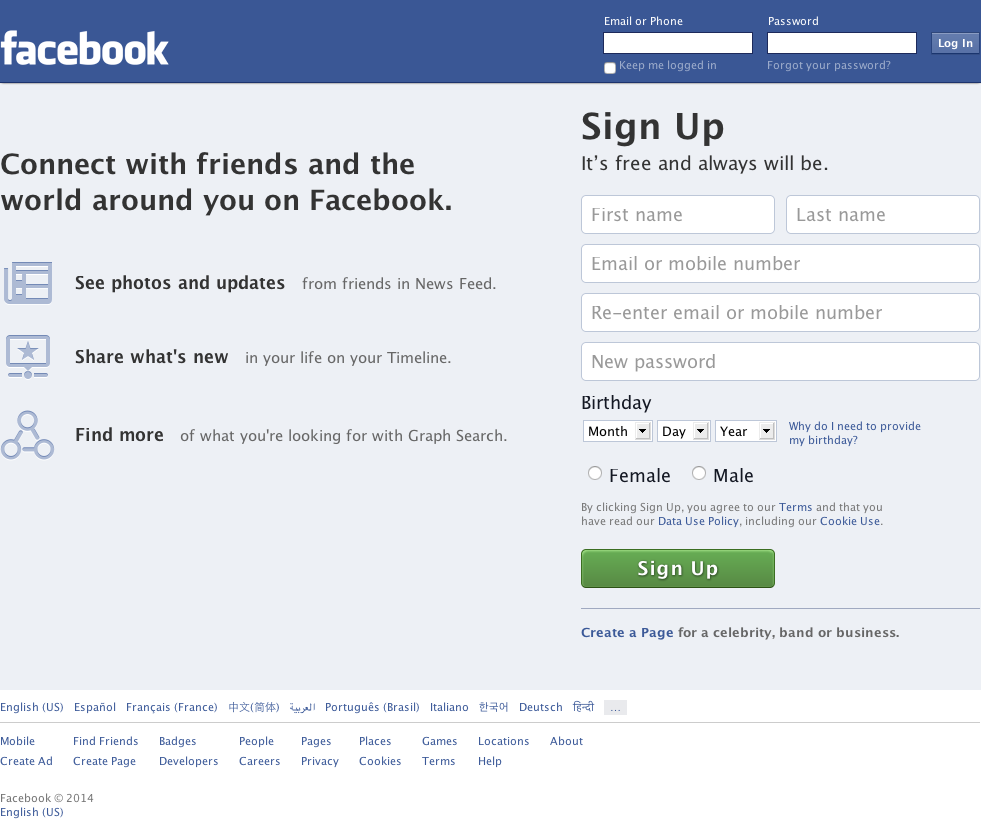 facebook
Email or Phone
Password
Log In
Keep me logged in
Forgot your password?
Connect with friends and the
world around you on Facebook.
See photos and updates from friends in News Feed.
Share what's new in your life on your Timeline.
Find more of what you're looking for with Graph Search.
Sign Up
It’s free and always will be.
First name
Last name
Email or mobile number
Re-enter email or mobile number
New password
Birthday
Month
Day
Year
Why do I need to provide
my birthday?
Female
Male
By clicking Sign Up, you agree to our Terms and that you
have read our Data Use Policy, including our Cookie Use.
Sign Up
Create a Page for a celebrity, band or business.
English (US) Español Français (France) 中文(简体) العربية Português (Brasil) Italiano 한국어 Deutsch हिन्दी ...
Mobile Find Friends Badges People Pages Places Games Locations About
Create Ad Create Page Developers Careers Privacy Cookies Terms Help
Facebook © 2014
English (US)